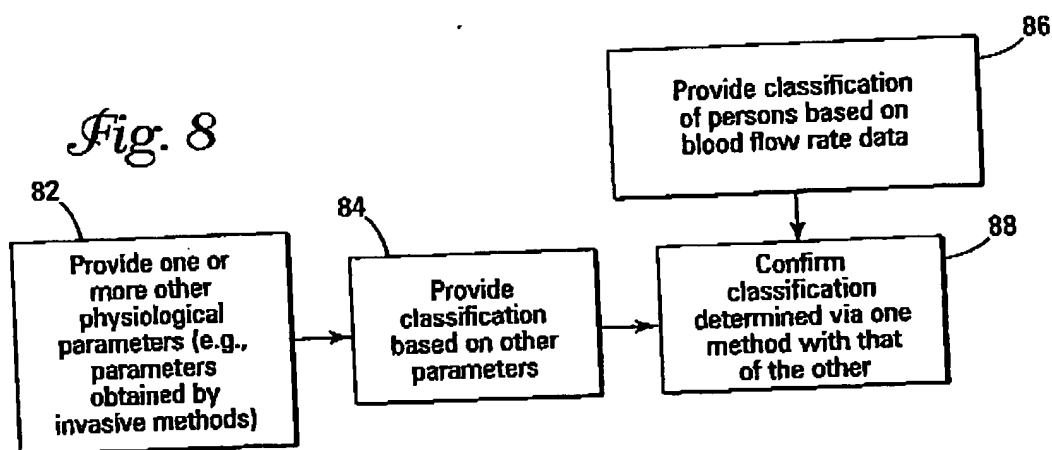 Fig. 8
86
Provide classification
of persons based on
blood flow rate data
82
Provide one or
more other
physiological
parameters (e.g.,
parameters
obtained by
invasive methods)
84
Provide
classification
based on other
parameters
88
Confirm
classification
determined via one
method with that
of the other